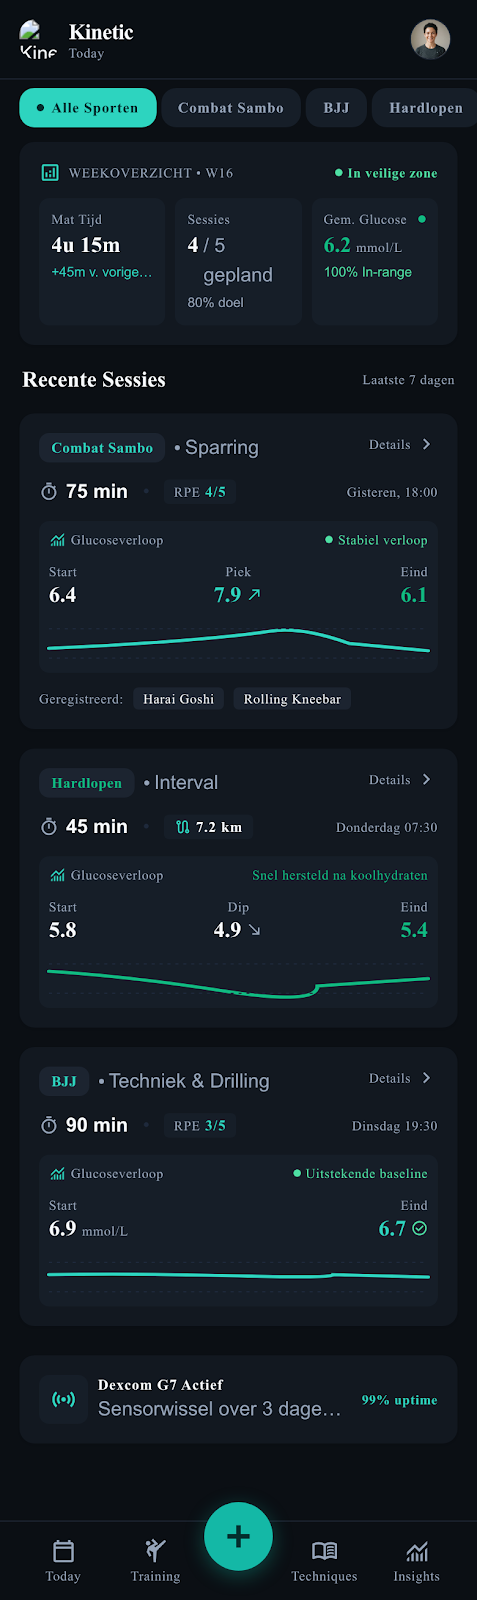 Kine
Kinetic
Today
Alle Sporten
Combat Sambo
BJJ
Hardlopen
WEEKOVERZICHT • W16
In veilige zone
Mat Tijd
4u 15m
+45m v. vorige…
Sessies
4 / 5
gepland
80% doel
Gem. Glucose
6.2 mmol/L
100% In-range
Recente Sessies
Laatste 7 dagen
Combat Sambo • Sparring
Details
75 min • RPE 4/5
Gisteren, 18:00
Glucoseverloop
Stabiel verloop
Start
Piek
Eind
6.4
7.9
6.1
Geregistreerd: Harai Goshi Rolling Kneebar
Hardlopen • Interval
Details
45 min • 7.2 km
Donderdag 07:30
Glucoseverloop
Snel hersteld na koolhydraten
Start
Dip
Eind
5.8
4.9
5.4
BJJ • Techniek & Drilling
Details
90 min • RPE 3/5
Dinsdag 19:30
Glucoseverloop
Uitstekende baseline
Start
Eind
6.9 mmol/L
6.7
Dexcom G7 Actief
Sensorwissel over 3 dage…
99% uptime
Today
Training
Techniques
Insights